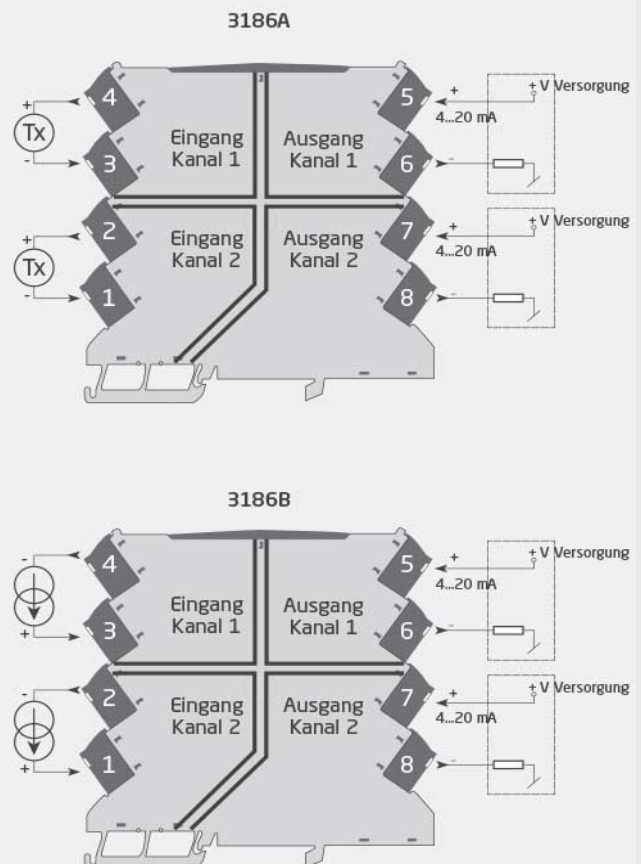 3186A
+ 4 5 + + V Versorgung
Tx Eingang Kanal 1 Ausgang Kanal 1 4...20 mA
- 3 6 -
+ 2 7 + + V Versorgung
Tx Eingang Kanal 2 Ausgang Kanal 2 4...20 mA
- 1 8 -
3186B
- 4 5 + + V Versorgung
Eingang Kanal 1 Ausgang Kanal 1 4...20 mA
+ 3 6 -
- 2 7 + + V Versorgung
Eingang Kanal 2 Ausgang Kanal 2 4...20 mA
+ 1 8 -